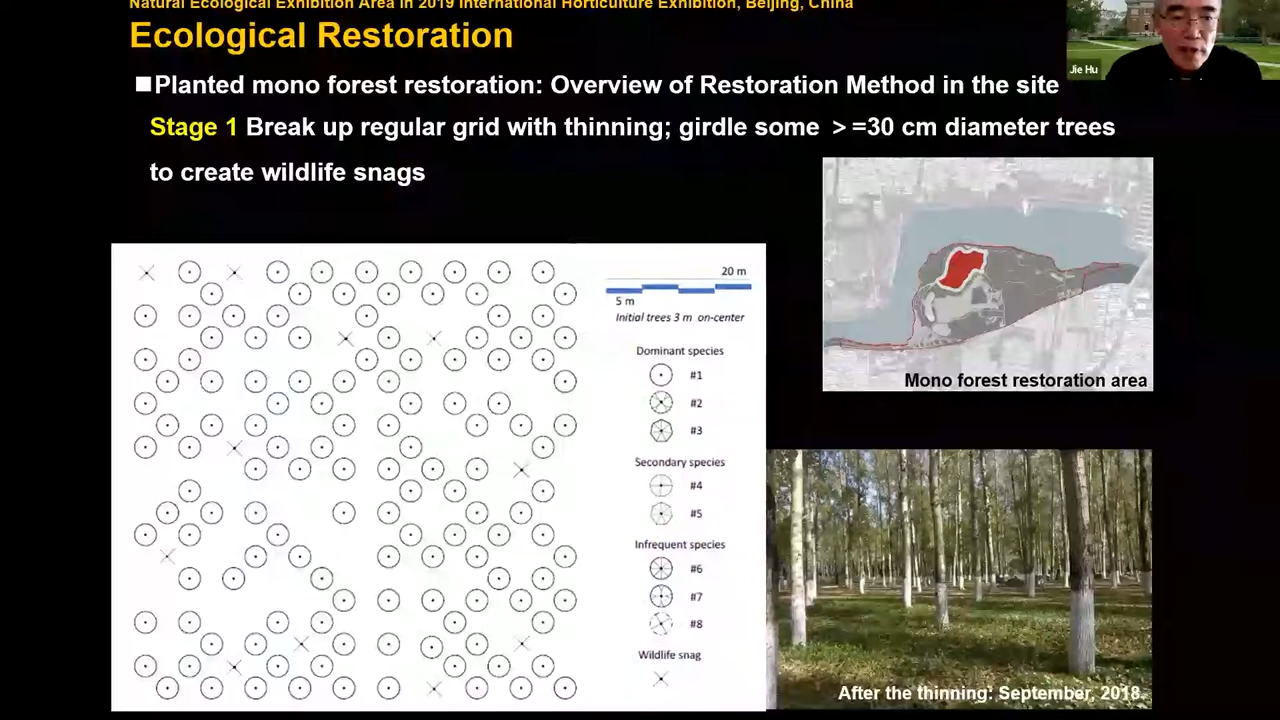 Natural Ecological Exhibition Area in 2019 International Horticulture Exhibition, Beijing, China
Ecological Restoration
Jie Hu
Planted mono forest restoration: Overview of Restoration Method in the site
Stage 1 Break up regular grid with thinning; girdle some >=30 cm diameter trees
to create wildlife snags
20 m
5 m
Initial trees 3 m on-center
Dominant species
#1
#2
#3
Secondary species
#4
#5
Infrequent species
#6
#7
#8
Wildlife snag
Mono forest restoration area
After the thinning: September, 2018.